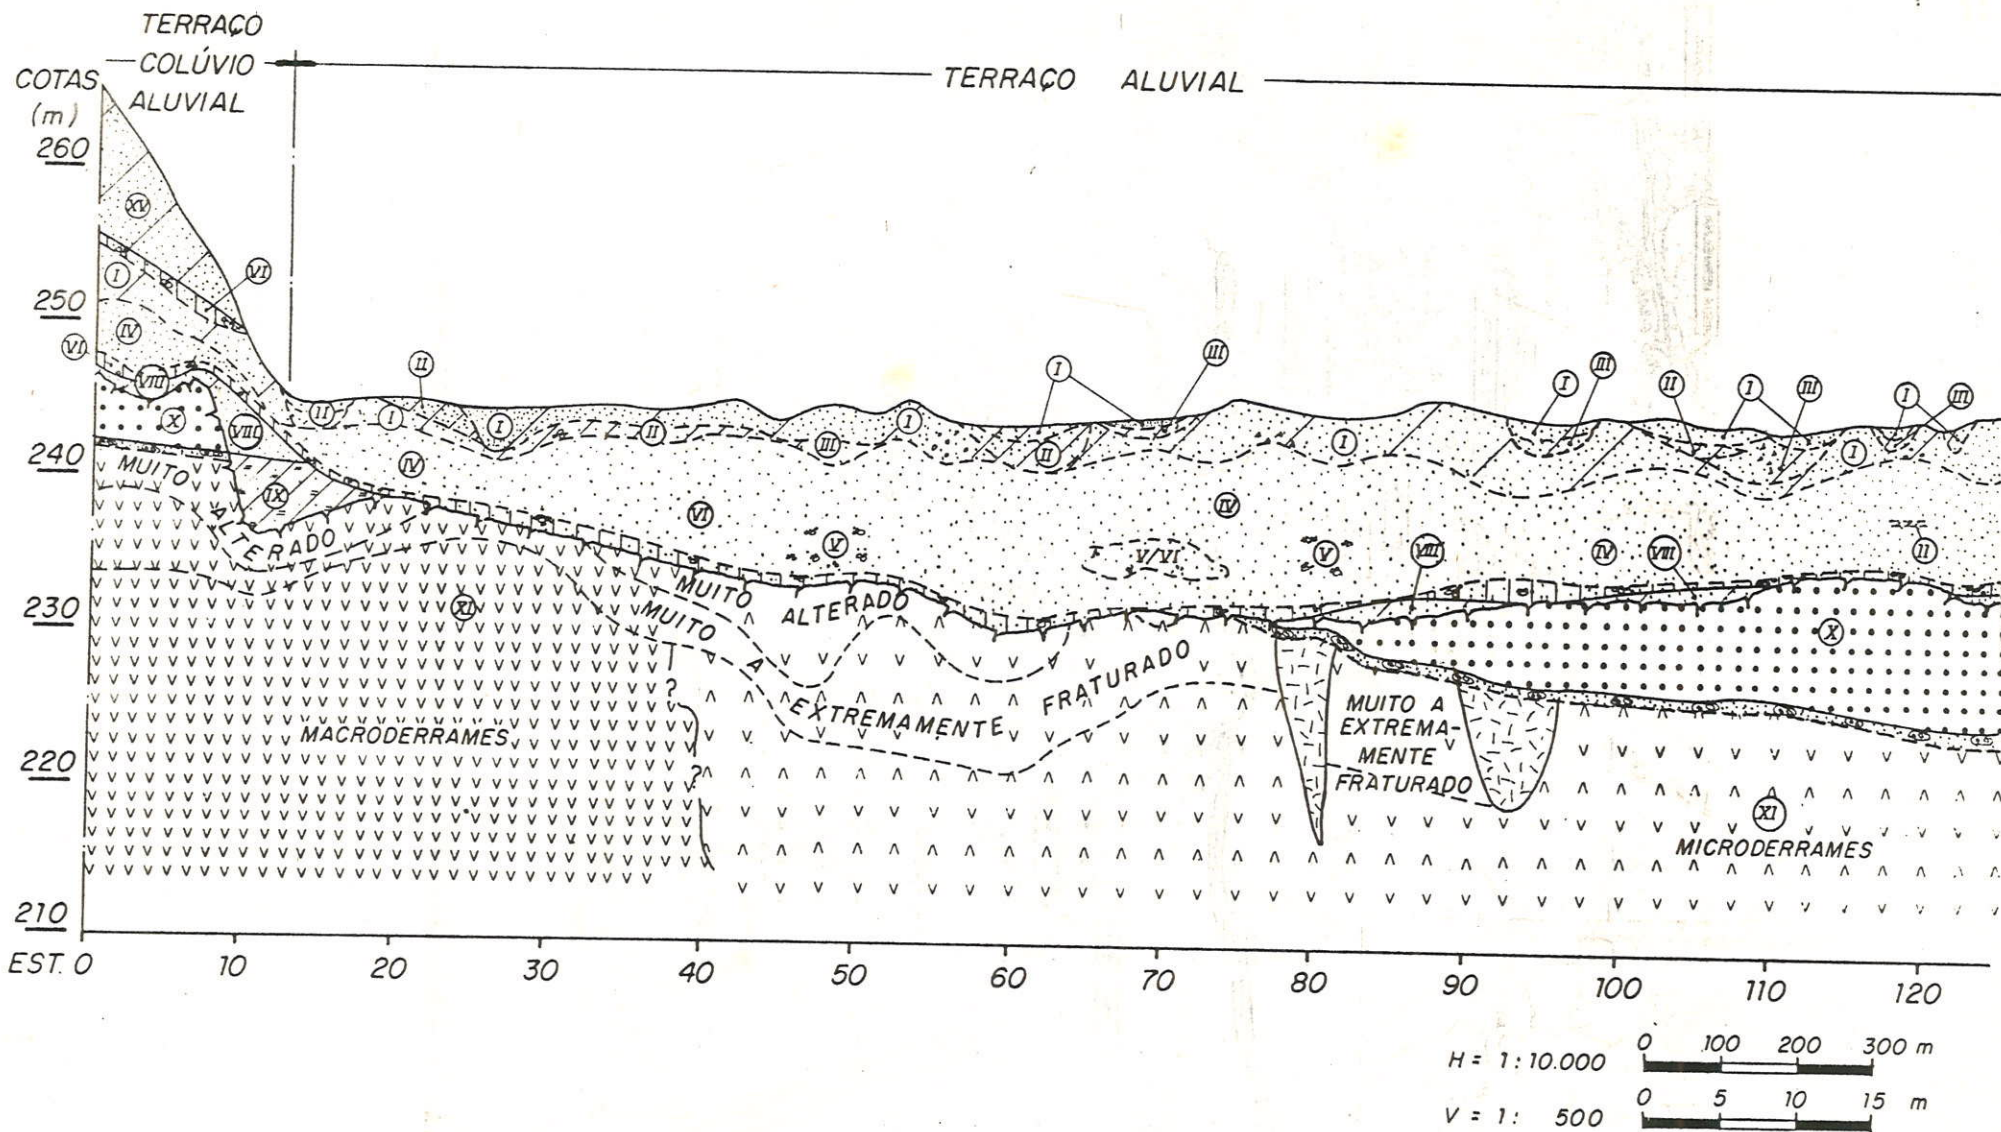 TERRAÇO
COLÚVIO
ALUVIAL
TERRAÇO ALUVIAL
COTAS
(m)
260
250
240
230
220
210
XV
VI
I
IV
VI
VIII
X
VIII
IX
II
II
I
I
II
IV
VI
III
I
V
I
III
II
I
IV
V/VI
V
VIII
I
III
II
I
III
I
III
I
IV
VIII
II
X
XI
XI
MUITO
ALTERADO
MUITO
ALTERADO
MUITO
A
EXTREMAMENTE
FRATURADO
MACRODERRAMES
?
?
MUITO A
EXTREMA-
MENTE
FRATURADO
MICRODERRAMES
EST. 0 10 20 30 40 50 60 70 80 90 100 110 120
H = 1:10.000 0 100 200 300 m
V = 1: 500 0 5 10 15 m